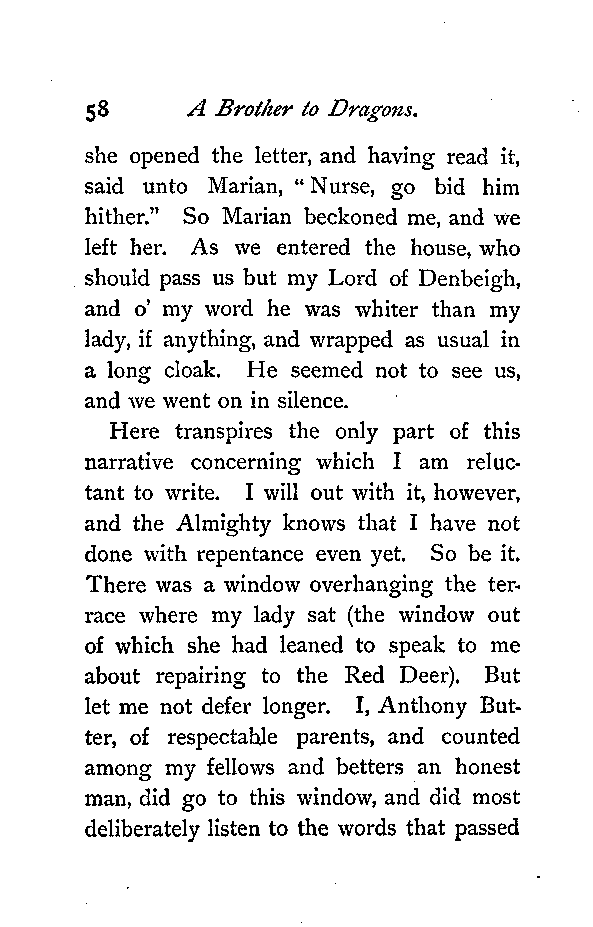 58 A Brother to Dragons.
she opened the letter, and having read it,
said unto Marian, "Nurse, go bid him
hither." So Marian beckoned me, and we
left her. As we entered the house, who
should pass us but my Lord of Denbeigh,
and o' my word he was whiter than my
lady, if anything, and wrapped as usual in
a long cloak. He seemed not to see us,
and we went on in silence.
Here transpires the only part of this
narrative concerning which I am reluc-
tant to write. I will out with it, however,
and the Almighty knows that I have not
done with repentance even yet. So be it.
There was a window overhanging the ter-
race where my lady sat (the window out
of which she had leaned to speak to me
about repairing to the Red Deer). But
let me not defer longer. I, Anthony But-
ter, of respectable parents, and counted
among my fellows and betters an honest
man, did go to this window, and did most
deliberately listen to the words that passed